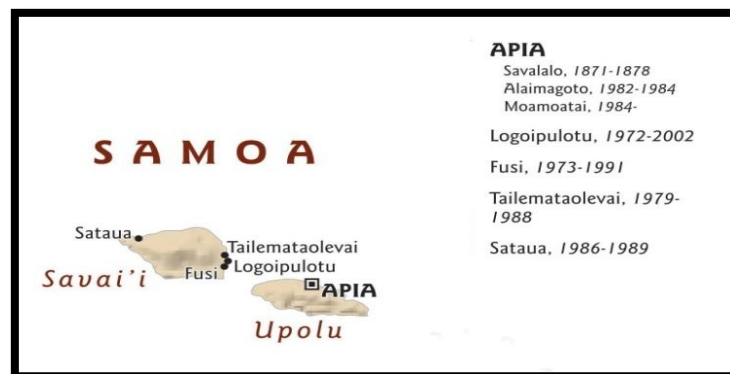 APIA
Savalalo, 1871-1878
Alaimagoto, 1982-1984
Moamoatai, 1984-
Logoipulotu, 1972-2002
Fusi, 1973-1991
Tailemataolevai, 1979-
1988
Sataua, 1986-1989
SAMOA
Sataua
Tailemataolevai
Logoipulotu
Fusi
Savai'i
APIA
Upolu